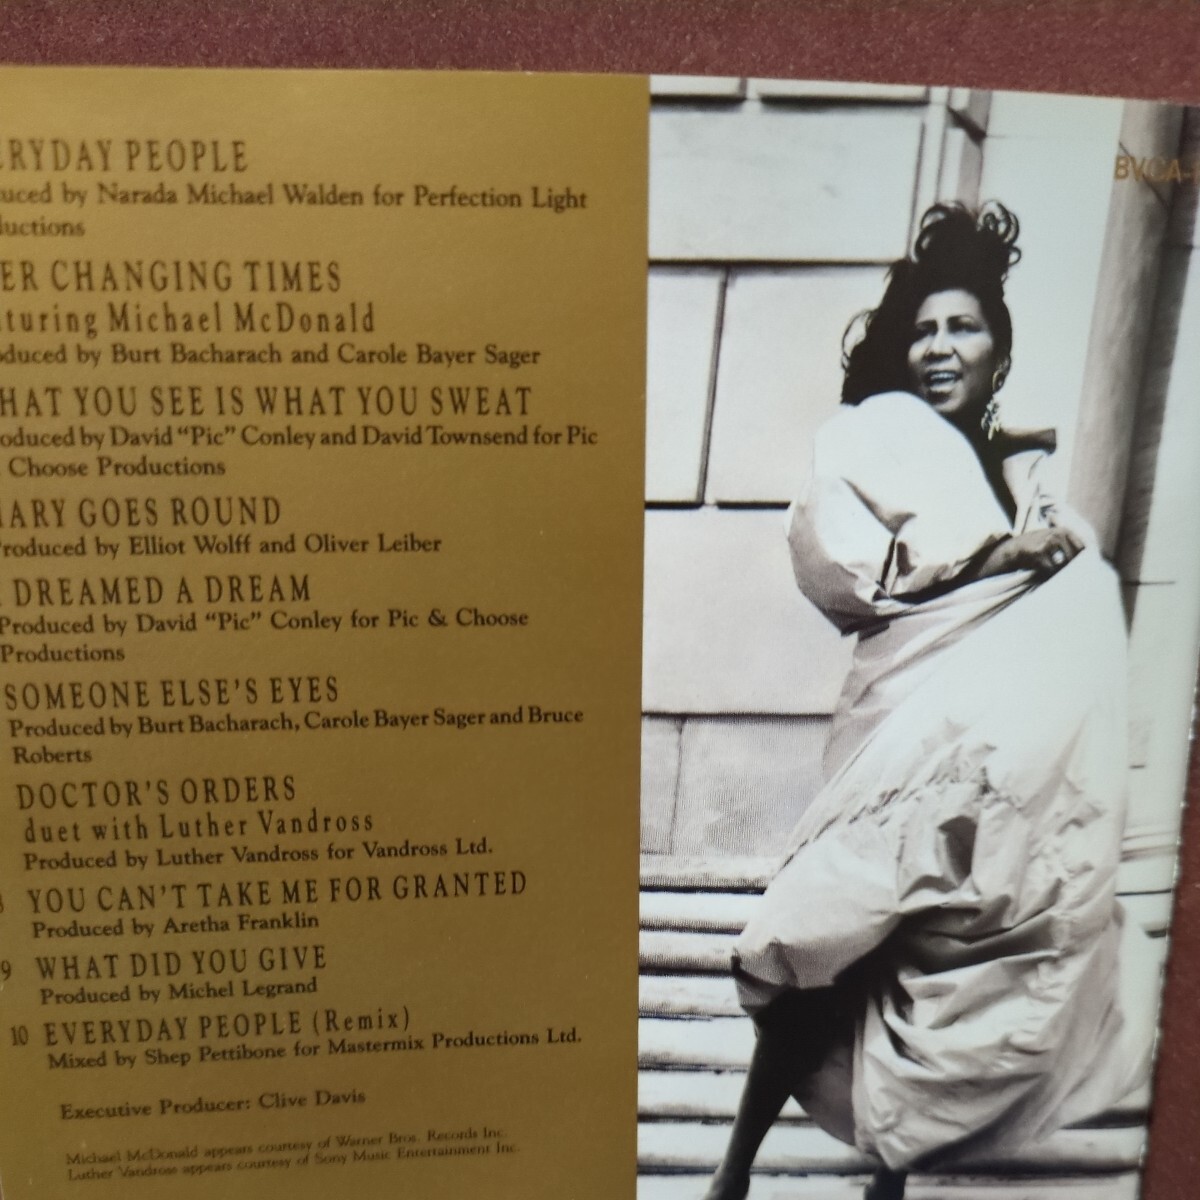 RYDAY PEOPLE
uced by Narada Michael Walden for Perfection Light
ductions
ER CHANGING TIMES
turing Michael McDonald
duced by Burt Bacharach and Carole Bayer Sager
HAT YOU SEE IS WHAT YOU SWEAT
oduced by David “Pic” Conley and David Townsend for Pic
Choose Productions
MARY GOES ROUND
Produced by Elliot Wolff and Oliver Leiber
I DREAMED A DREAM
Produced by David “Pic” Conley for Pic & Choose
Productions
SOMEONE ELSE'S EYES
Produced by Burt Bacharach, Carole Bayer Sager and Bruce
Roberts
DOCTOR'S ORDERS
duet with Luther Vandross
Produced by Luther Vandross for Vandross Ltd.
8 YOU CAN'T TAKE ME FOR GRANTED
Produced by Aretha Franklin
9 WHAT DID YOU GIVE
Produced by Michel Legrand
10 EVERYDAY PEOPLE (Remix)
Mixed by Shep Pettibone for Mastermix Productions Ltd.
Executive Producer: Clive Davis
Michael McDonald appears courtesy of Warner Bros. Records Inc.
Luther Vandross appears courtesy of Sony Music Entertainment Inc.
BVCA-